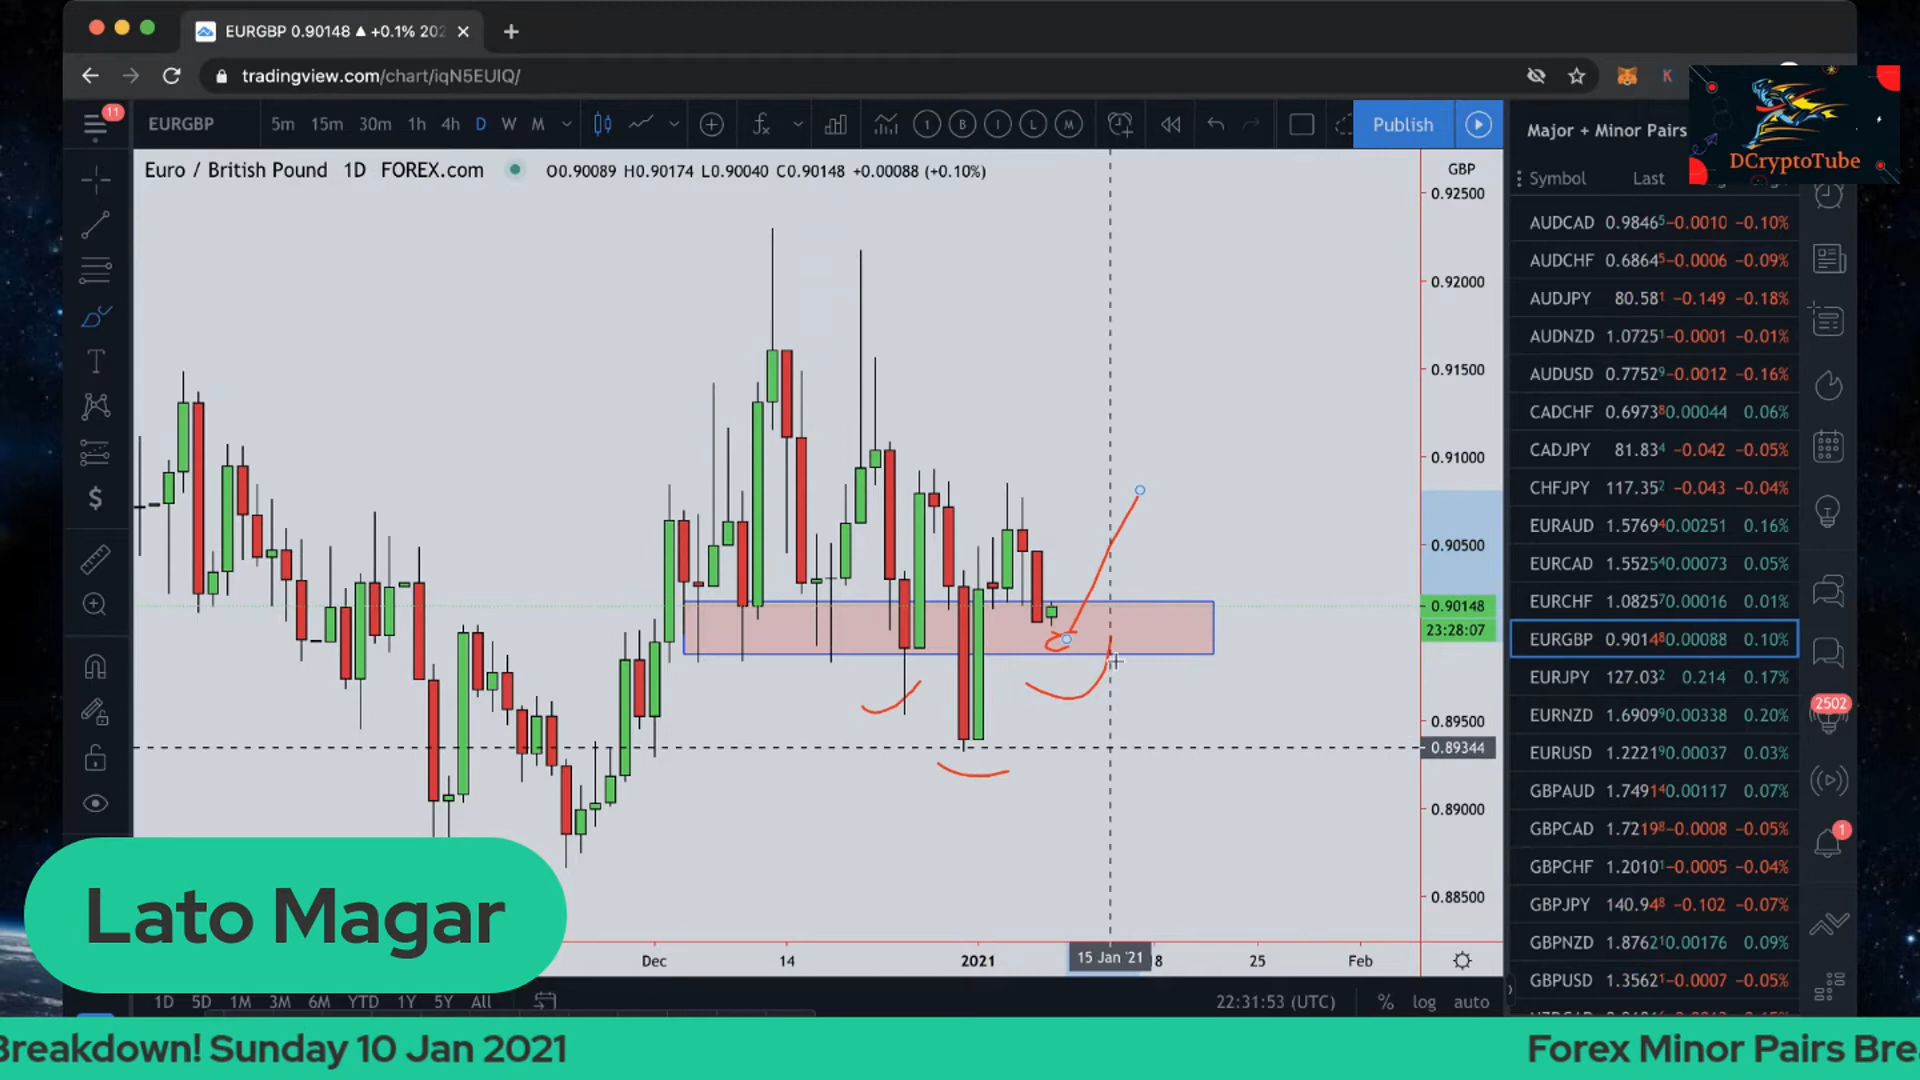 EURGBP 0.90148 ▲ +0.1% 202
tradingview.com/chart/iqN5EUIQ/
K
DCryptoTube
11
EURGBP 5m 15m 30m 1h 4h D W M 1 B I L M Publish
Major + Minor Pairs
Symbol Last
Euro / British Pound 1D FOREX.com O0.90089 H0.90174 L0.90040 C0.90148 +0.00088 (+0.10%)
GBP
0.92500
0.92000
0.91500
0.91000
0.90500
0.90148
23:28:07
0.89500
0.89344
0.89000
0.88500
AUDCAD 0.98465 −0.0010 −0.10%
AUDCHF 0.68645 −0.0006 −0.09%
AUDJPY 80.581 −0.149 −0.18%
AUDNZD 1.07251 −0.0001 −0.01%
AUDUSD 0.77529 −0.0012 −0.16%
CADCHF 0.69738 0.00044 0.06%
CADJPY 81.834 −0.042 −0.05%
CHFJPY 117.352 −0.043 −0.04%
EURAUD 1.57694 0.00251 0.16%
EURCAD 1.55254 0.00073 0.05%
EURCHF 1.08257 0.00016 0.01%
EURGBP 0.90148 0.00088 0.10%
EURJPY 127.032 0.214 0.17%
EURNZD 1.69099 0.00338 0.20%
EURUSD 1.22219 0.00037 0.03%
GBPAUD 1.74914 0.00117 0.07%
GBPCAD 1.72198 −0.0008 −0.05%
GBPCHF 1.20101 −0.0005 −0.04%
GBPJPY 140.948 −0.102 −0.07%
GBPNZD 1.87621 0.00176 0.09%
GBPUSD 1.35621 −0.0007 −0.05%
2502
1
Dec 14 2021 15 Jan '21 8 25 Feb
1D 5D 1M 3M 6M YTD 1Y 5Y All 22:31:53 (UTC) % log auto
Lato Magar
Breakdown! Sunday 10 Jan 2021 Forex Minor Pairs Brea